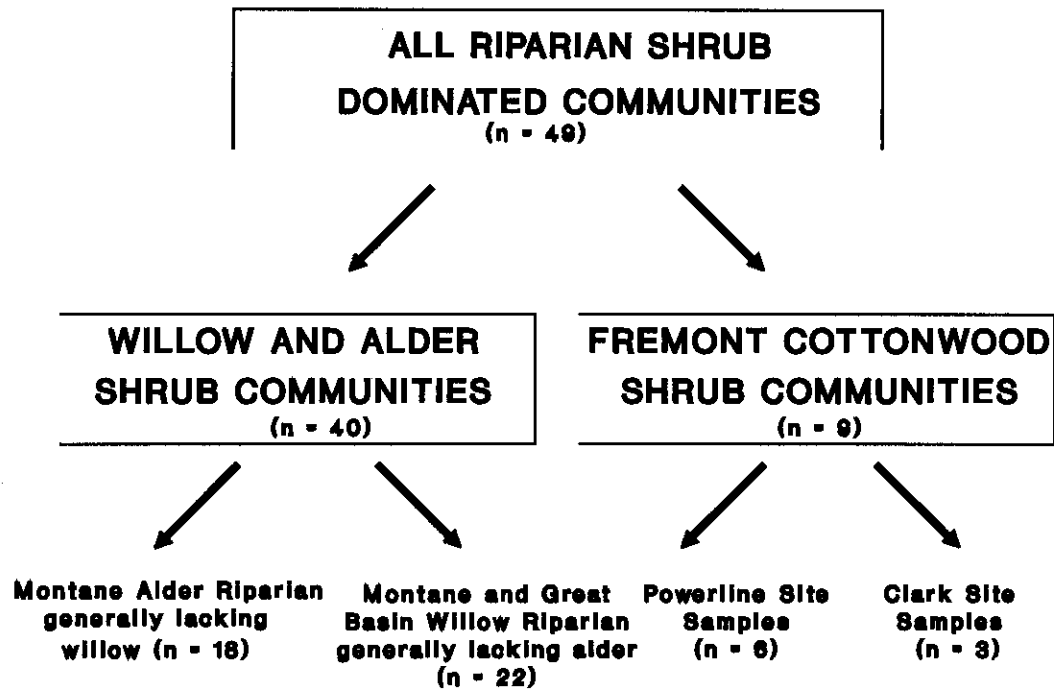 ALL RIPARIAN SHRUB
DOMINATED COMMUNITIES
(n = 49)
WILLOW AND ALDER
SHRUB COMMUNITIES
(n = 40)
FREMONT COTTONWOOD
SHRUB COMMUNITIES
(n = 9)
Montane Alder Riparian
generally lacking
willow (n = 18)
Montane and Great
Basin Willow Riparian
generally lacking alder
(n = 22)
Powerline Site
Samples
(n = 6)
Clark Site
Samples
(n = 3)